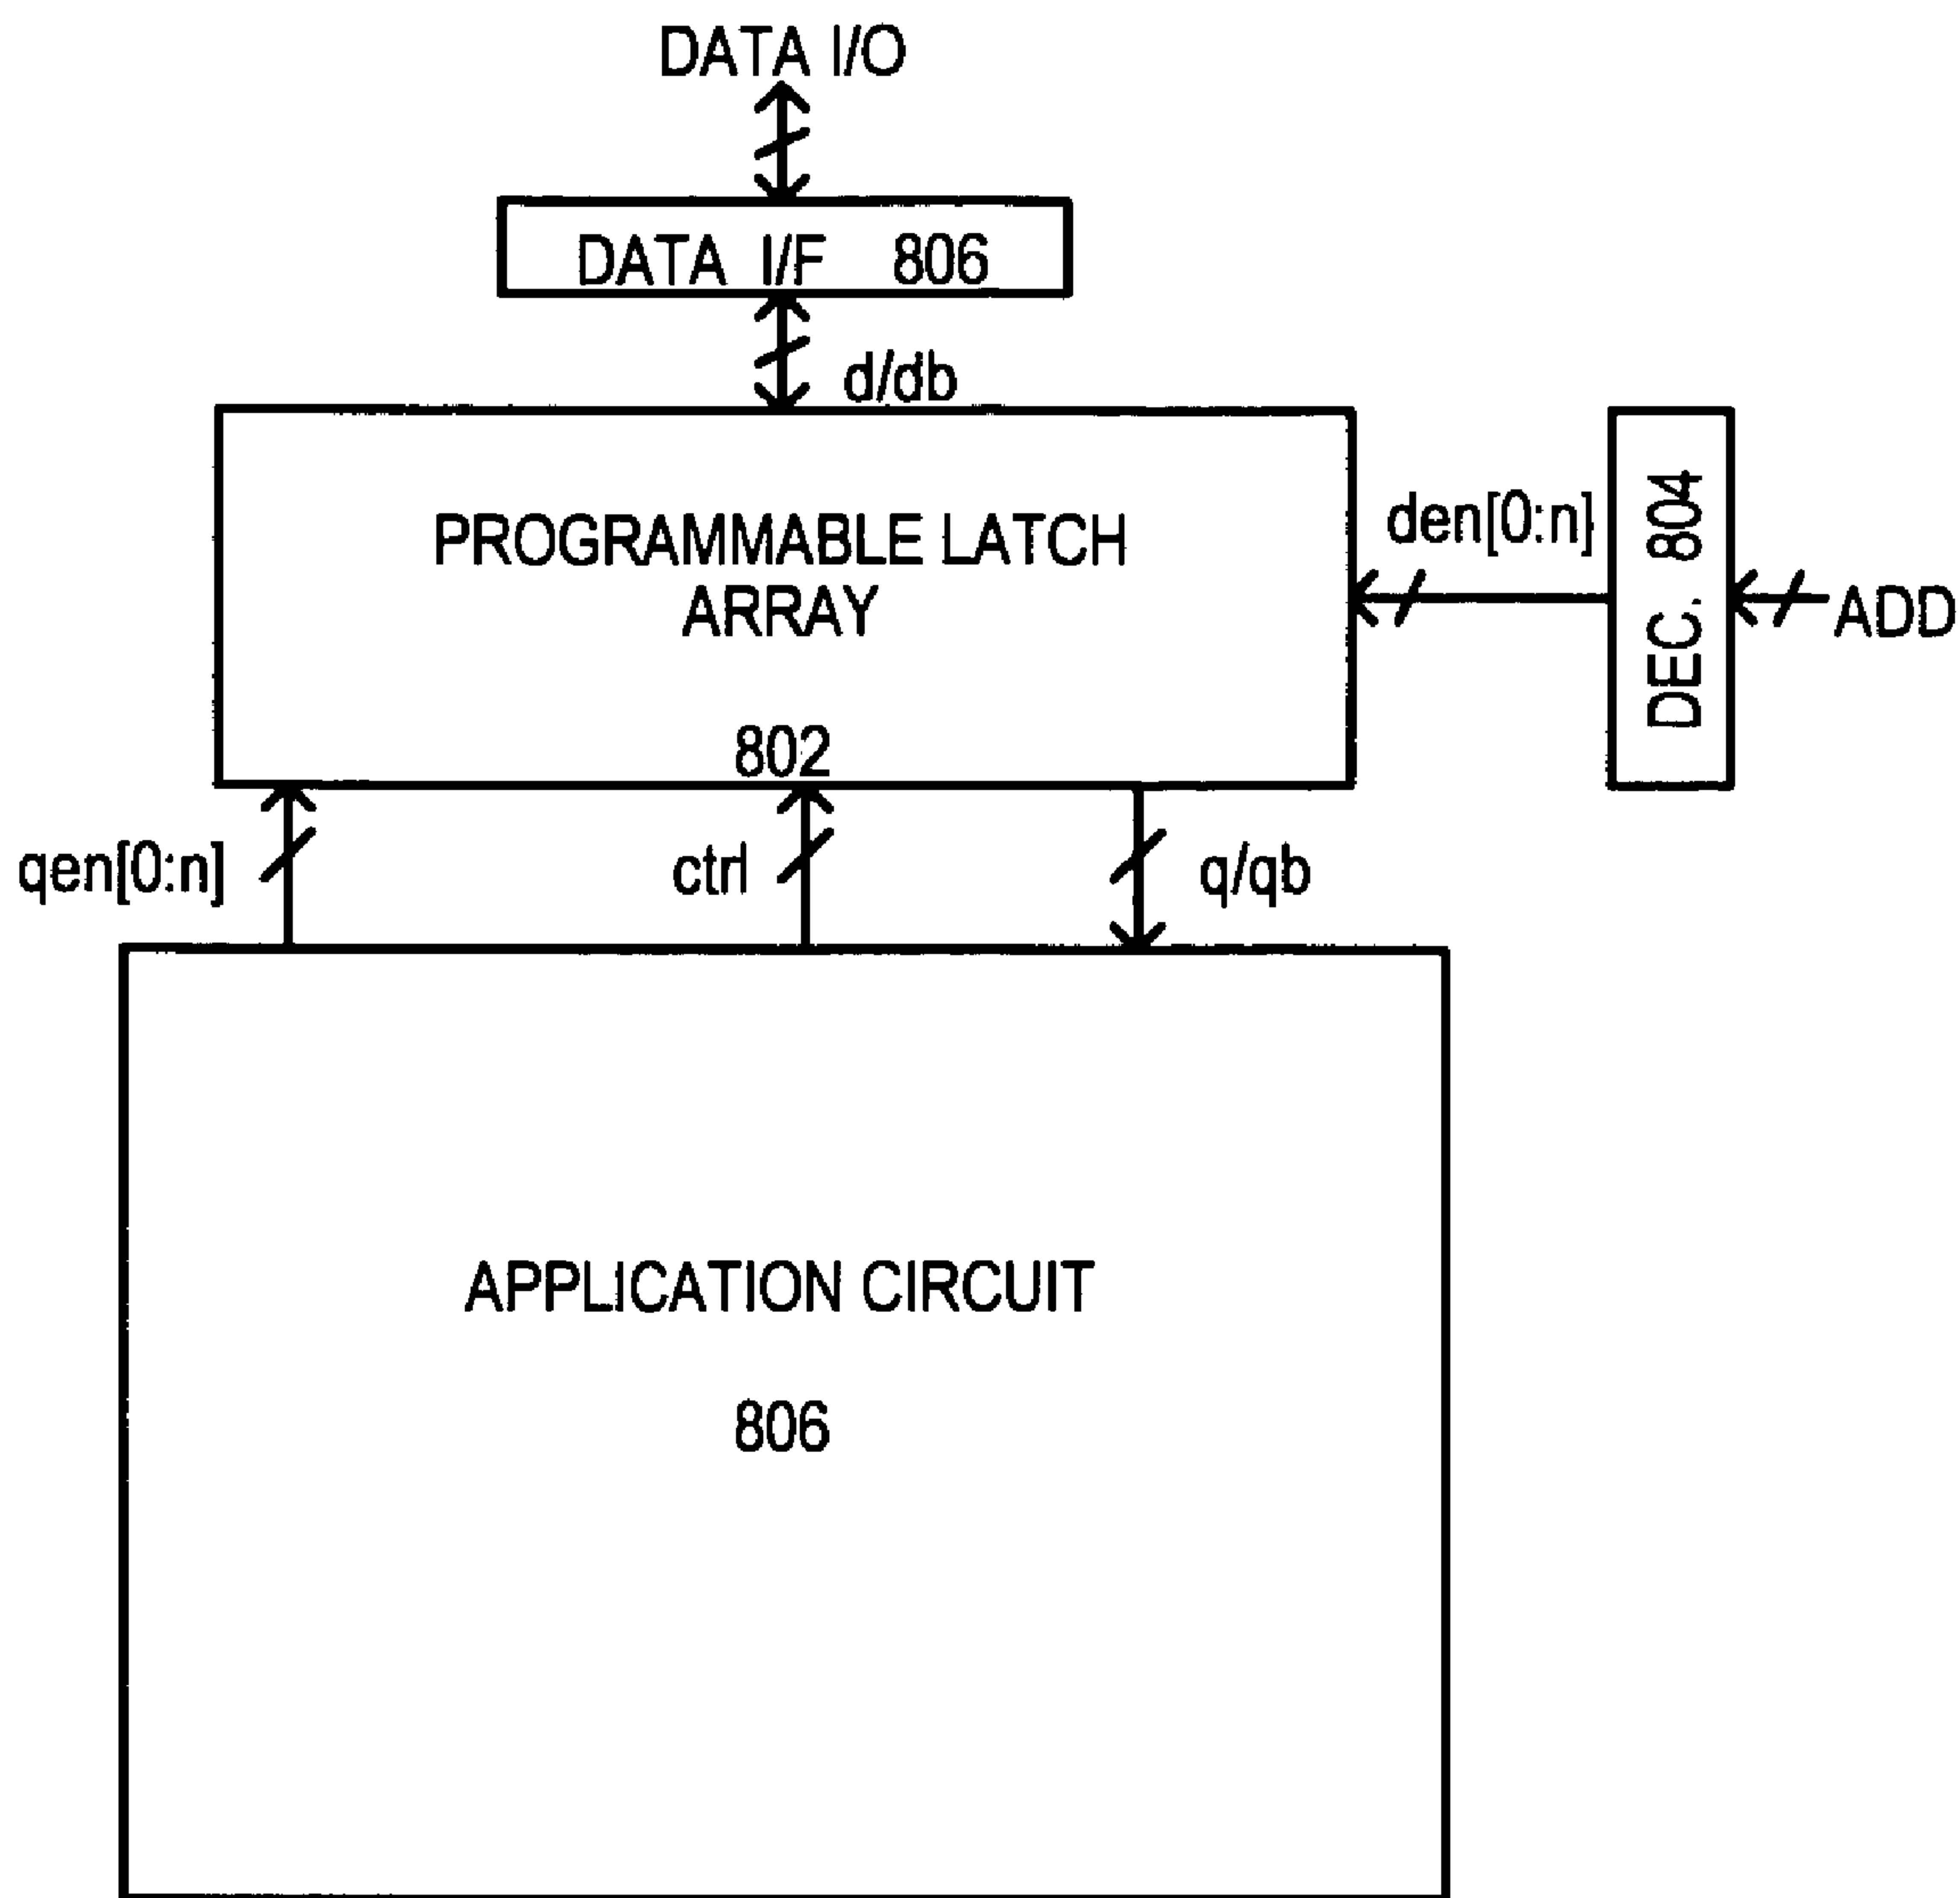 DATA I/O
DATA I/F 806
d/db
PROGRAMMABLE LATCH
ARRAY
802
den[0:n]
DEC. 804
ADD
qen[0:n]
ctrl
q/qb
APPLICATION CIRCUIT
806